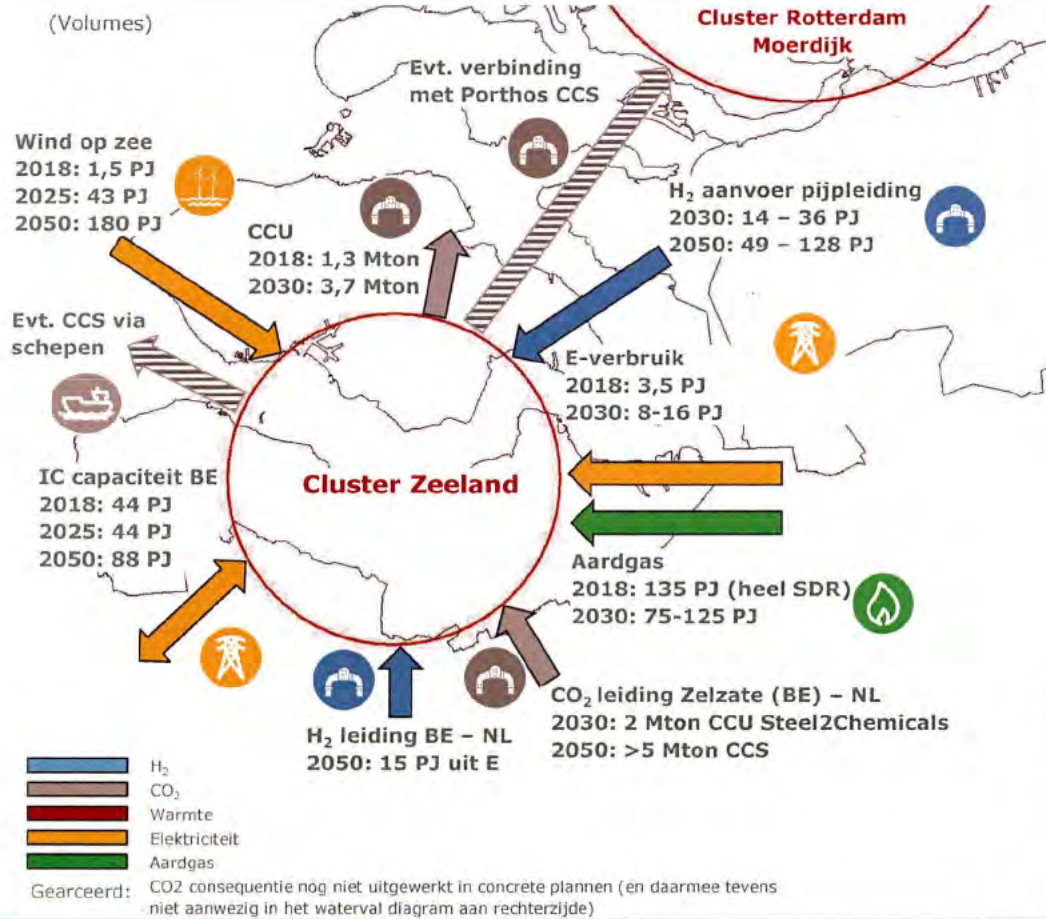 (Volumes)
Cluster Rotterdam
Moerdijk
Evt. verbinding
met Porthos CCS
Wind op zee
2018: 1,5 PJ
2025: 43 PJ
2050: 180 PJ
CCU
2018: 1,3 Mton
2030: 3,7 Mton
H₂ aanvoer pijpleiding
2030: 14 – 36 PJ
2050: 49 – 128 PJ
Evt. CCS via
schepen
E-verbruik
2018: 3,5 PJ
2030: 8-16 PJ
IC capaciteit BE
2018: 44 PJ
2025: 44 PJ
2050: 88 PJ
Cluster Zeeland
Aardgas
2018: 135 PJ (heel SDR)
2030: 75-125 PJ
H₂ leiding BE – NL
2050: 15 PJ uit E
CO₂ leiding Zelzate (BE) – NL
2030: 2 Mton CCU Steel2Chemicals
2050: >5 Mton CCS
H₂
CO₂
Warmte
Elektriciteit
Aardgas
Gearceerd: CO2 consequentie nog niet uitgewerkt in concrete plannen (en daarmee tevens
niet aanwezig in het waterval diagram aan rechterzijde)